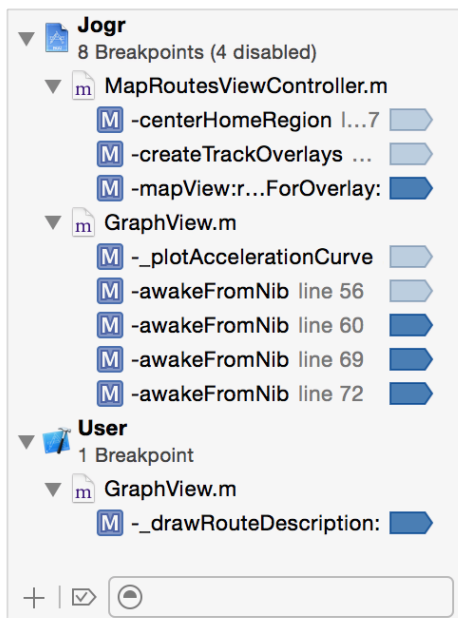 Jogr
8 Breakpoints (4 disabled)
m MapRoutesViewController.m
M -centerHomeRegion l...7
M -createTrackOverlays ...
M -mapView:r...ForOverlay:
m GraphView.m
M -_plotAccelerationCurve
M -awakeFromNib line 56
M -awakeFromNib line 60
M -awakeFromNib line 69
M -awakeFromNib line 72
User
1 Breakpoint
m GraphView.m
M -_drawRouteDescription: